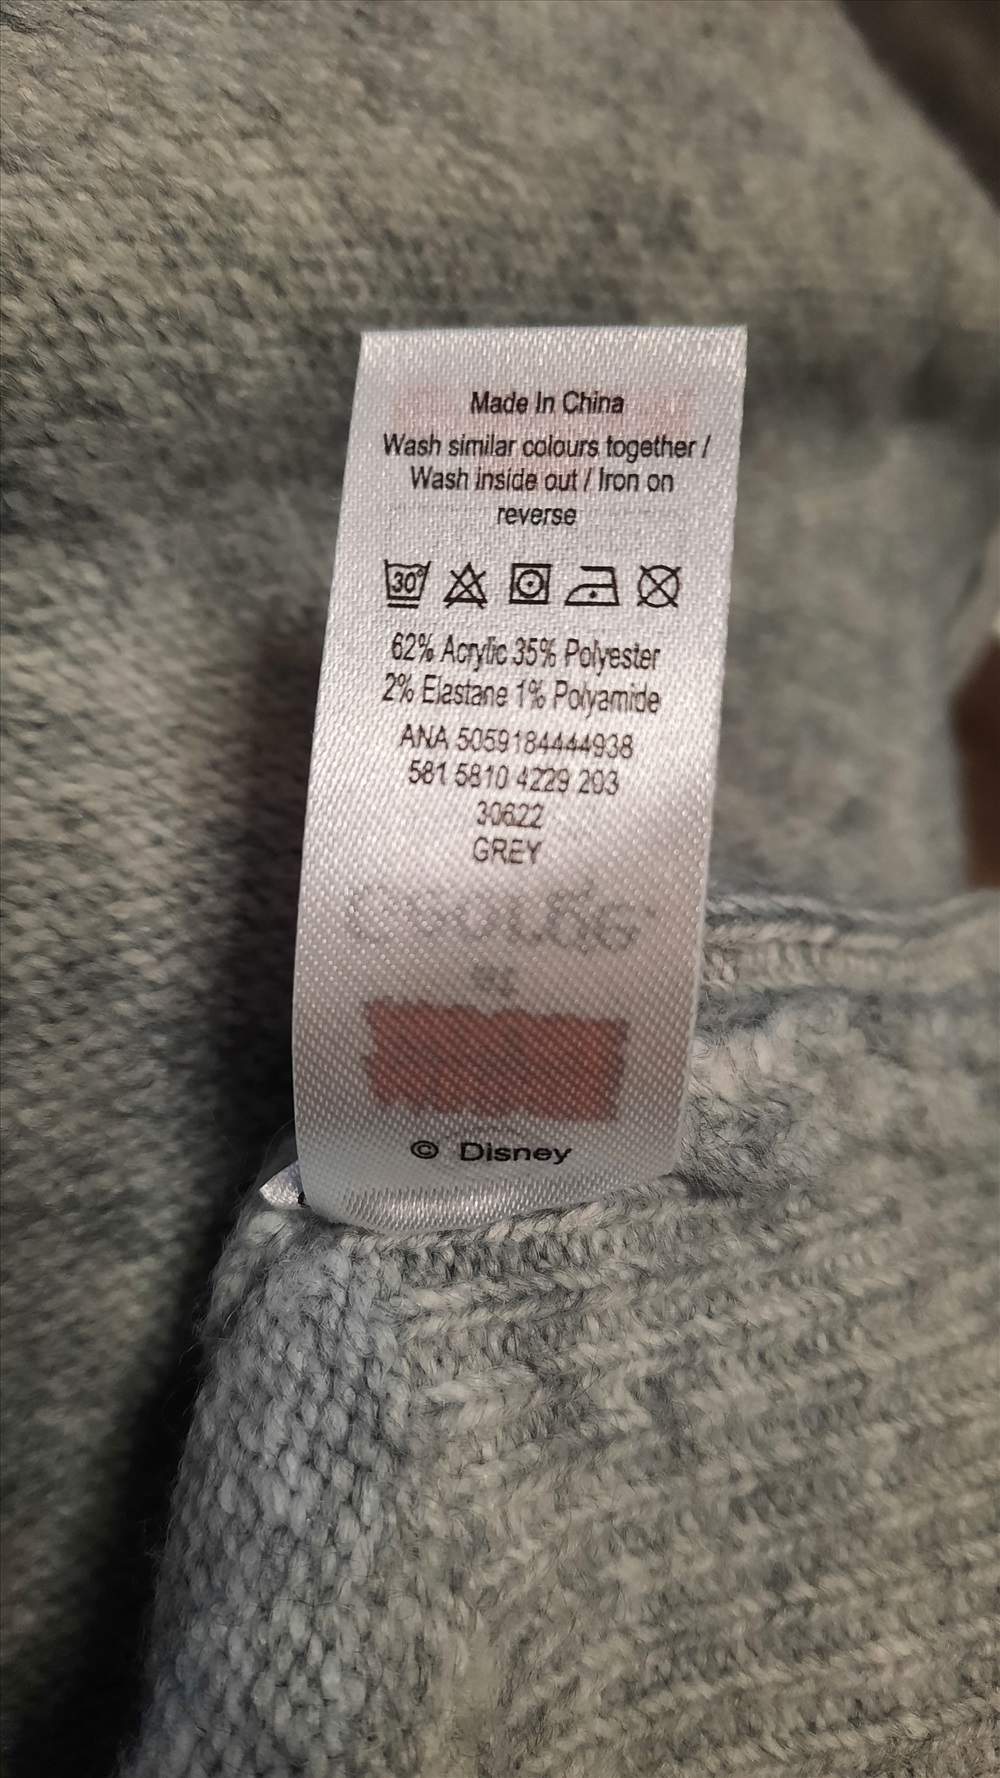 Made In China
Wash similar colours together /
Wash inside out / Iron on
reverse
30°
62% Acrylic 35% Polyester
2% Elastane 1% Polyamide
ANA 5059184444938
581 5810 4229 203
30622
GREY
© Disney